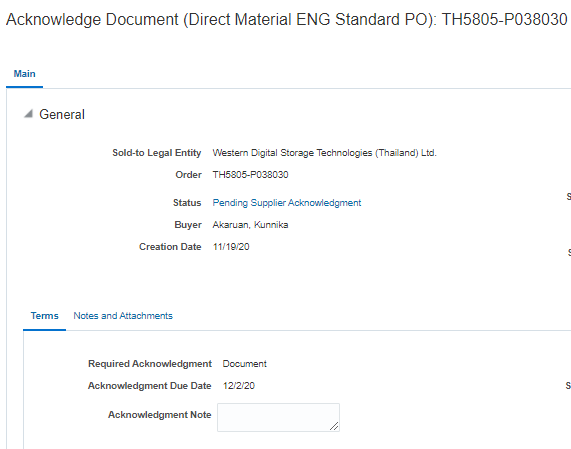 Acknowledge Document (Direct Material ENG Standard PO): TH5805-P038030
Main
General
Sold-to Legal Entity Western Digital Storage Technologies (Thailand) Ltd.
Order TH5805-P038030
S
Status Pending Supplier Acknowledgment
Buyer Akaruan, Kunnika
Creation Date 11/19/20
S
Terms Notes and Attachments
Required Acknowledgment Document
Acknowledgment Due Date 12/2/20
S
Acknowledgment Note